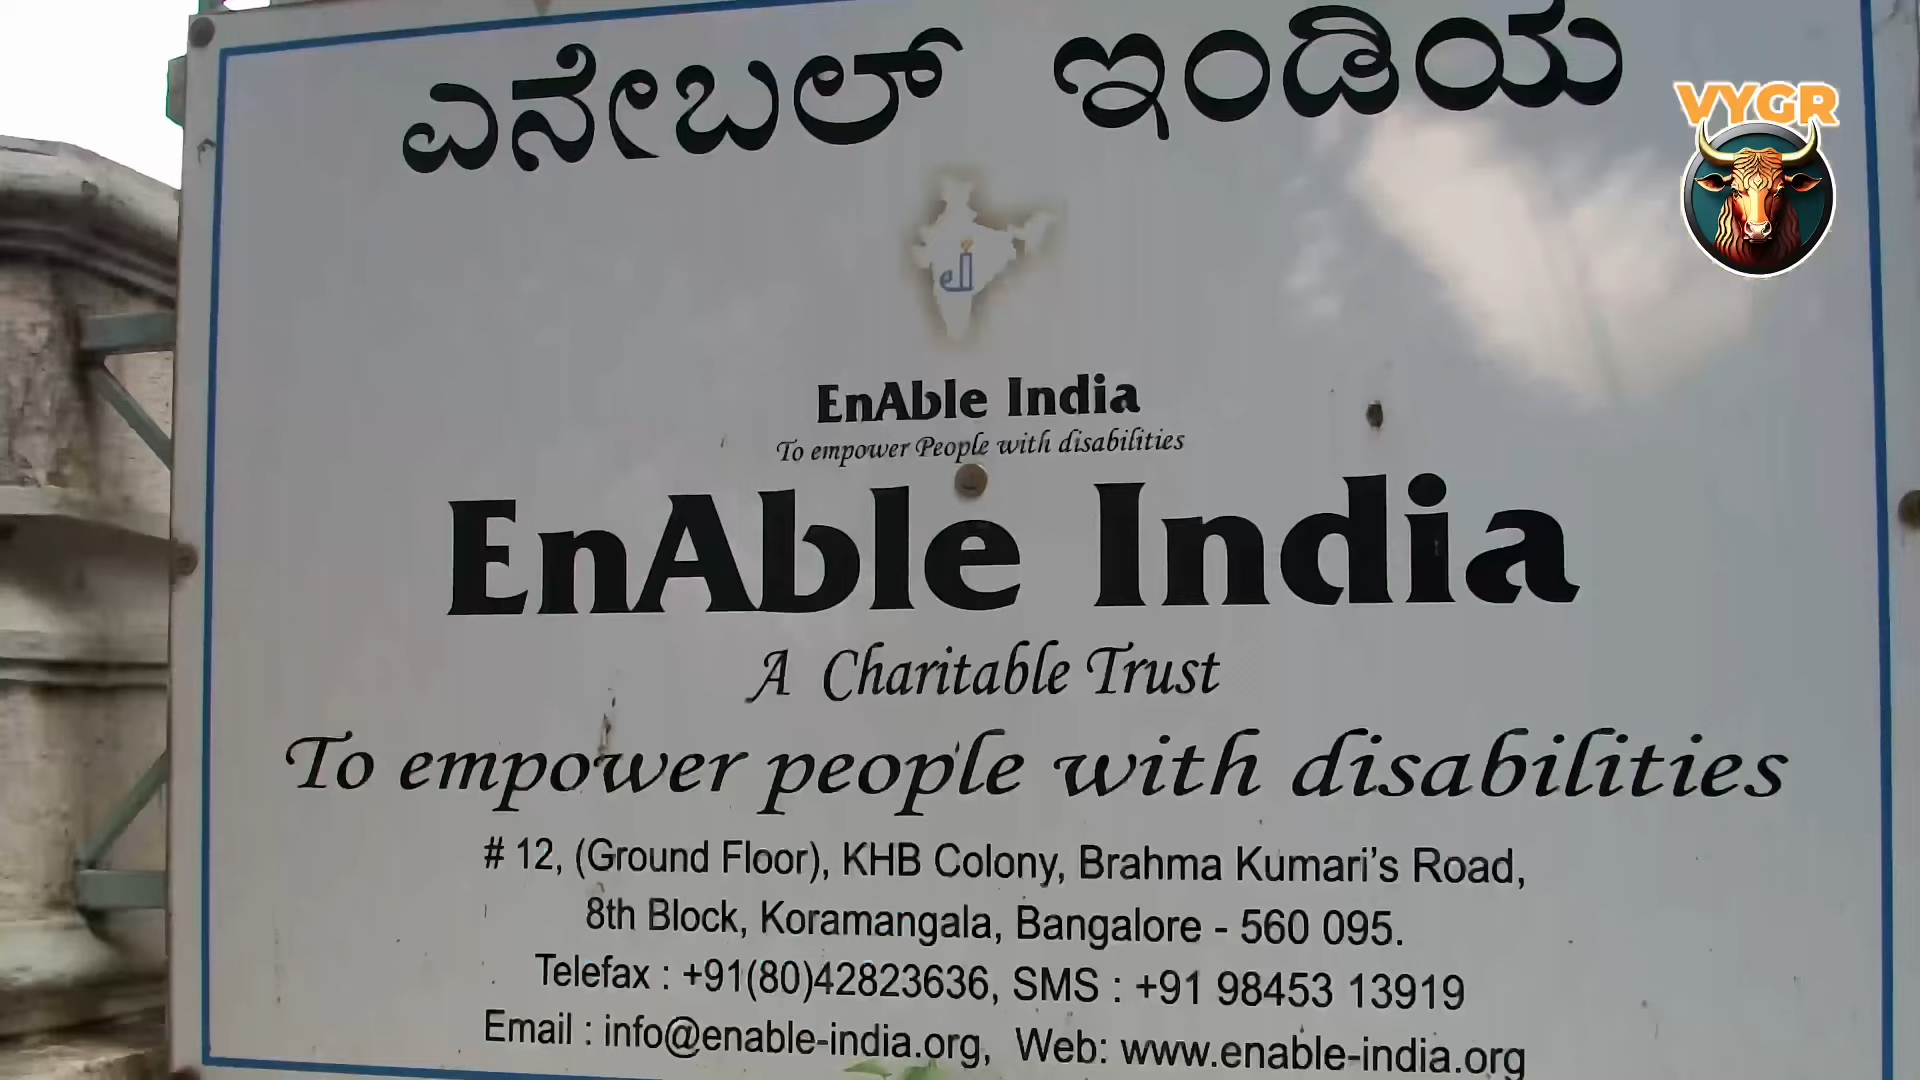 ಎನೇಬಲ್ ಇಂಡಿಯ
VYGR
eI
EnAble India
To empower People with disabilities
EnAble India
A Charitable Trust
To empower people with disabilities
# 12, (Ground Floor), KHB Colony, Brahma Kumari's Road,
8th Block, Koramangala, Bangalore - 560 095.
Telefax : +91(80)42823636, SMS : +91 98453 13919
Email : info@enable-india.org, Web: www.enable-india.org